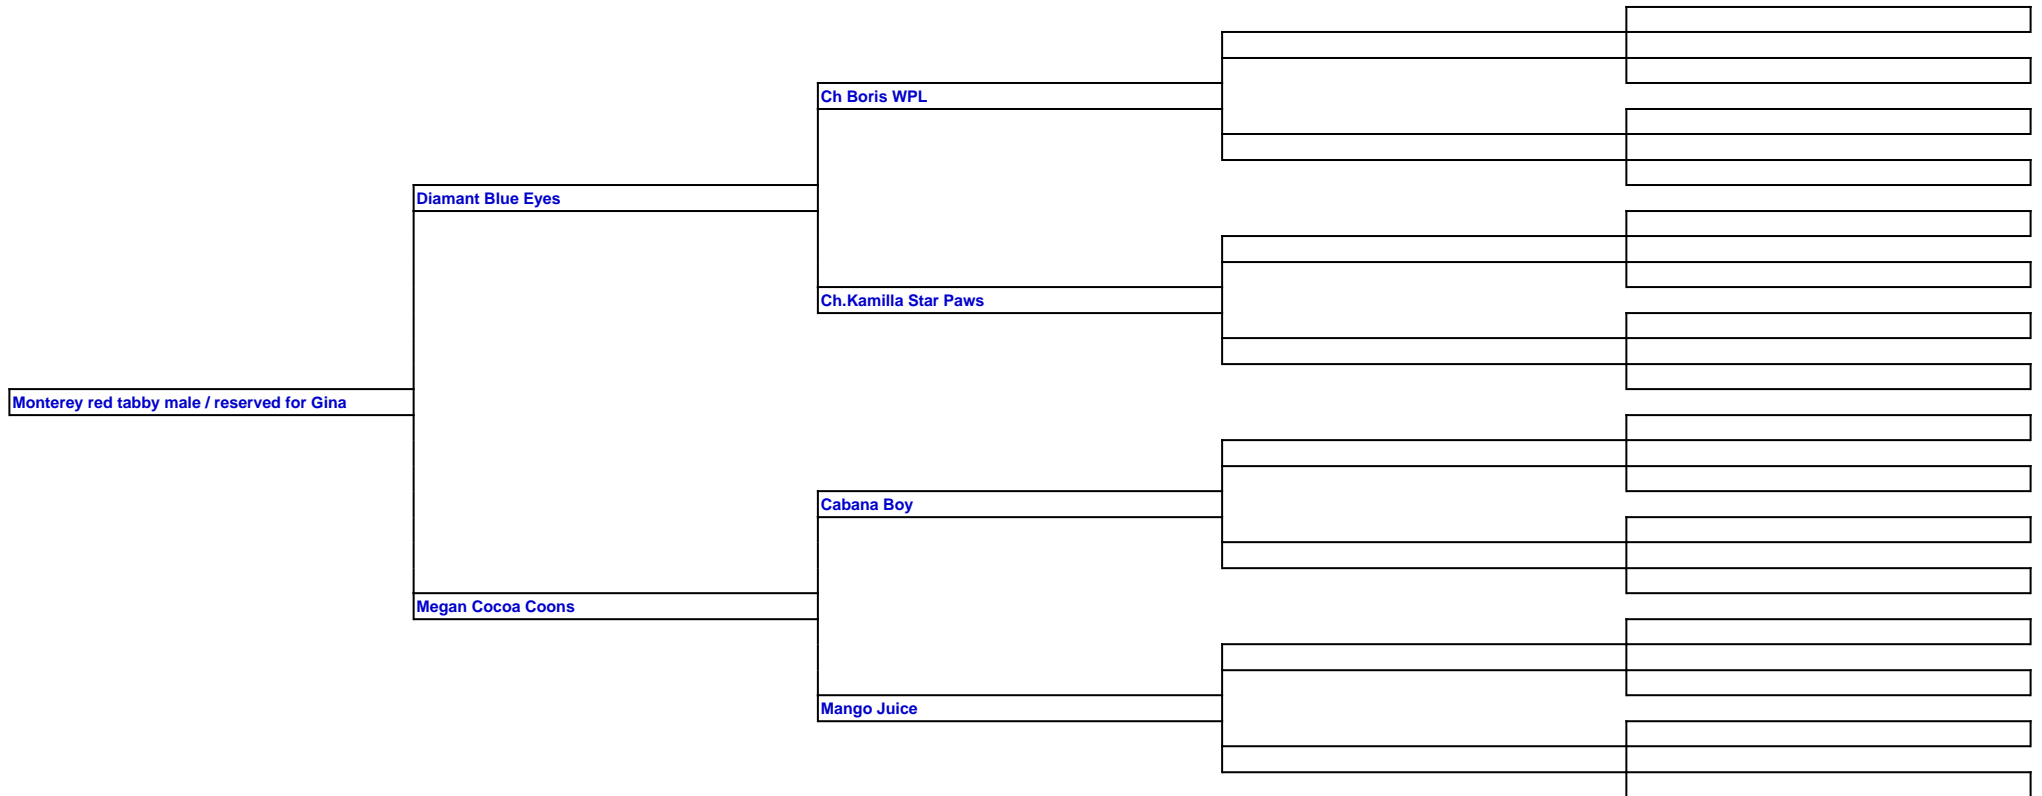 Ch Boris WPL
Diamant Blue Eyes
Ch.Kamilla Star Paws
Monterey red tabby male / reserved for Gina
Cabana Boy
Megan Cocoa Coons
Mango Juice